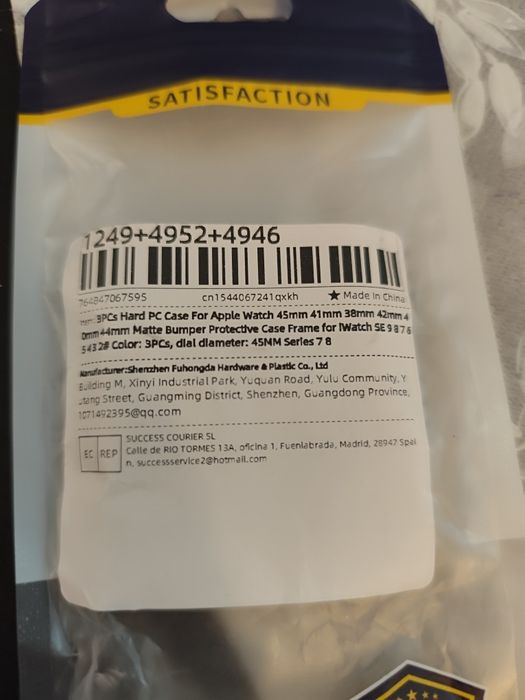 SATISFACTION
1249+4952+4946
764847067595 cn1544067241qxkh ★ Made in China
3PCs Hard PC Case For Apple Watch 45mm 41mm 38mm 42mm 4
0mm 44mm Matte Bumper Protective Case Frame for iWatch SE 9 8 7 6
5 4 3 2# Color: 3PCs, dial diameter: 45MM Series 7 8
Manufacturer:Shenzhen Fuhongda Hardware & Plastic Co., Ltd
Building M, Xinyi Industrial Park, Yuquan Road, Yulu Community, Y
utang Street, Guangming District, Shenzhen, Guangdong Province,
1071492395@qq.com
EC REP
SUCCESS COURIER SL
Calle de RIO TORMES 13A, oficina 1, Fuenlabrada, Madrid, 28947 Spai
n, successservice2@hotmail.com